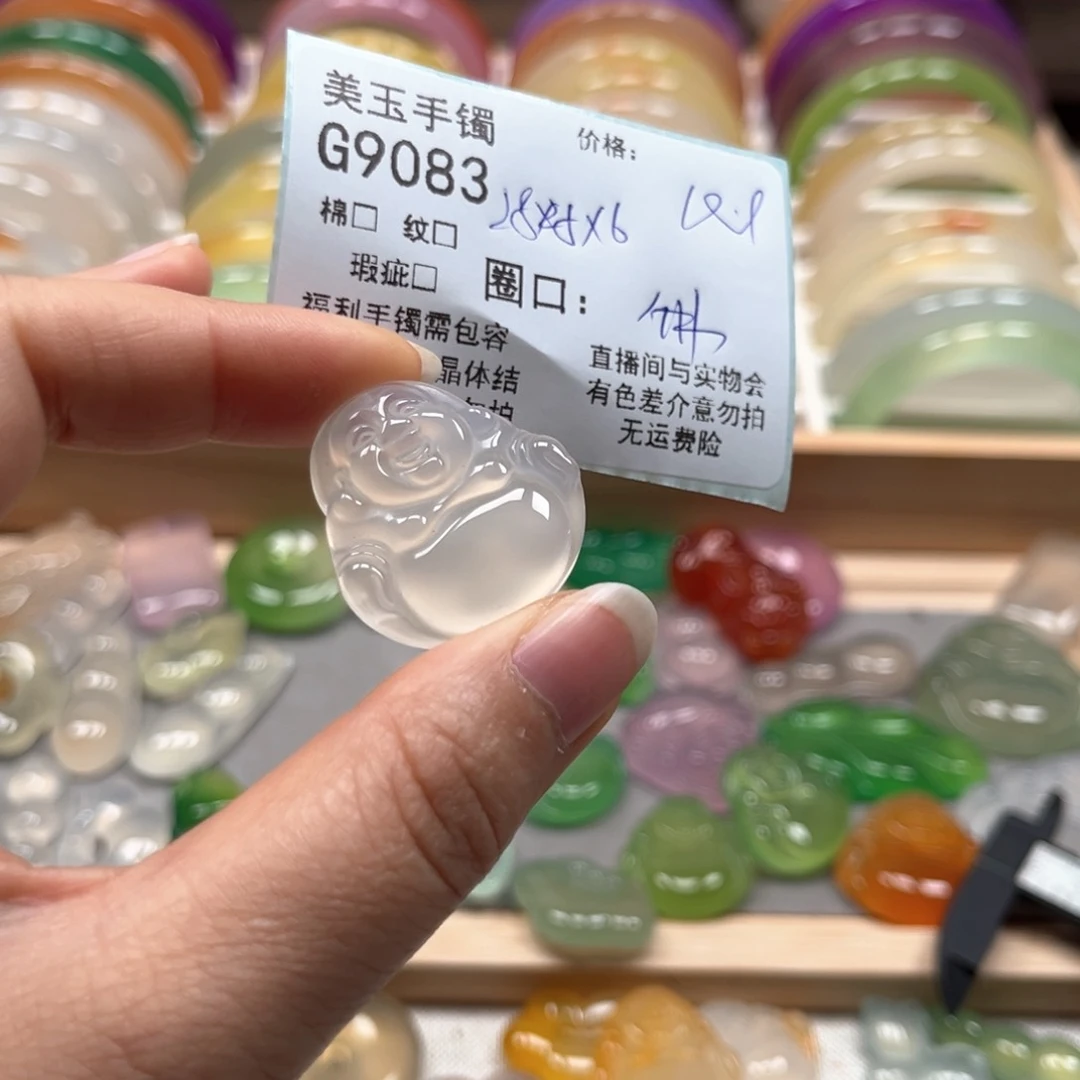 美玉手镯
价格：
G9083
棉□ 纹□
瑕疵□ 圈口：
福利手镯需包容
晶体结
勿拍
直播间与实物会
有色差介意勿拍
无运费险